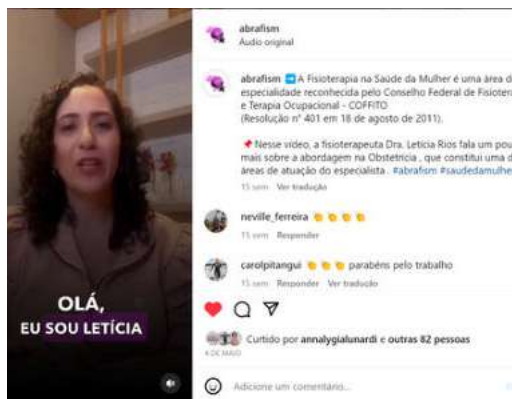 OLÁ,
EU SOU LETÍCIA
abrafism
Áudio original
abrafism ➡️A Fisioterapia na Saúde da Mulher é uma área d
especialidade reconhecida pelo Conselho Federal de Fisiotera
e Terapia Ocupacional - COFFITO
(Resolução n° 401 em 18 de agosto de 2011).
📌Nesse vídeo, a fisioterapeuta Dra. Letícia Rios fala um pou
mais sobre a abordagem na Obstetrícia , que constitui uma d
áreas de atuação do especialista . #abrafism #saudedamulhe
15 sem Ver tradução
neville_ferreira 👏 👏 👏 👏
15 sem Responder
carolpitangui 👏 👏 👏 parabéns pelo trabalho
15 sem Responder Ver tradução
Curtido por annalygialunardi e outras 82 pessoas
4 DE MAIO
Adicione um comentário...